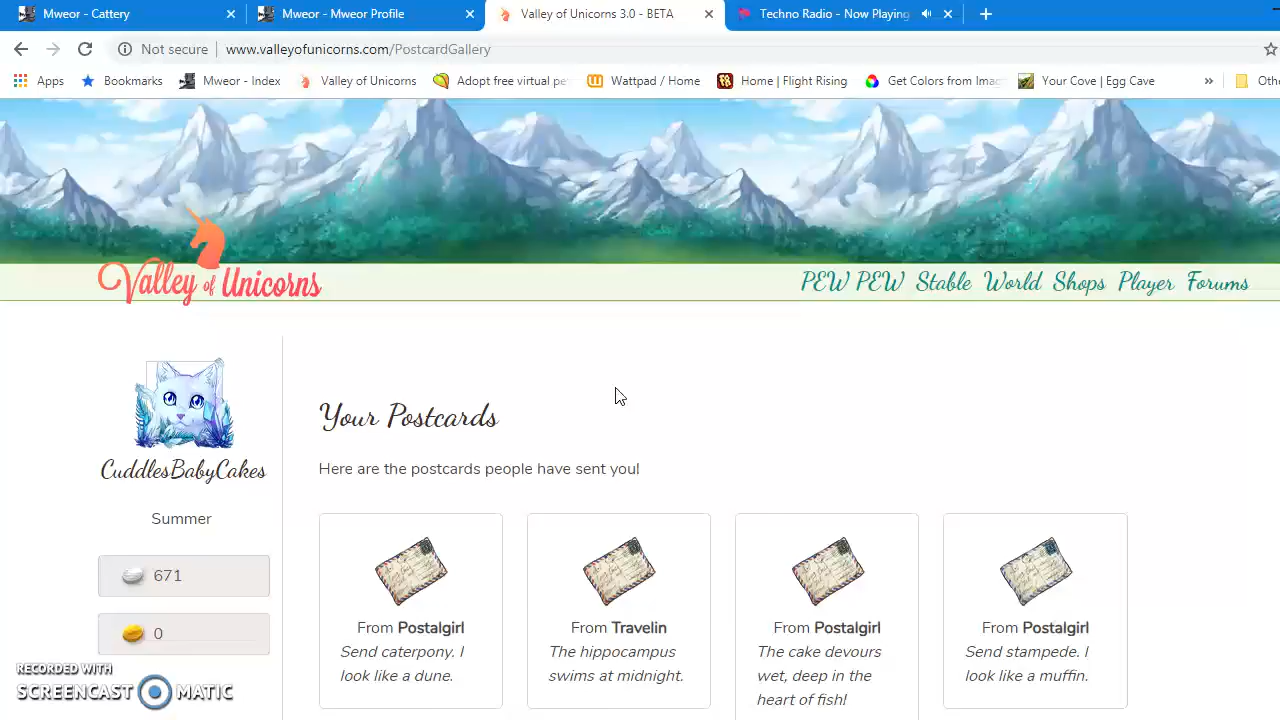 Mweor - Cattery
Mweor - Mweor Profile
Valley of Unicorns 3.0 - BETA
Techno Radio - Now Playing
Not secure
www.valleyofunicorns.com/PostcardGallery
Apps
Bookmarks
Mweor - Index
Valley of Unicorns
Adopt free virtual pe
Wattpad / Home
Home | Flight Rising
Get Colors from Imag
Your Cove | Egg Cave
»
Othe
Valley of Unicorns
PEW PEW Stable World Shops Player Forums
CuddlesBabyCakes
Summer
671
0
Your Postcards
Here are the postcards people have sent you!
From Postalgirl
Send caterpony. I
look like a dune.
From Travelin
The hippocampus
swims at midnight.
From Postalgirl
The cake devours
wet, deep in the
heart of fish!
From Postalgirl
Send stampede. I
look like a muffin.
RECORDED WITH
SCREENCAST MATIC